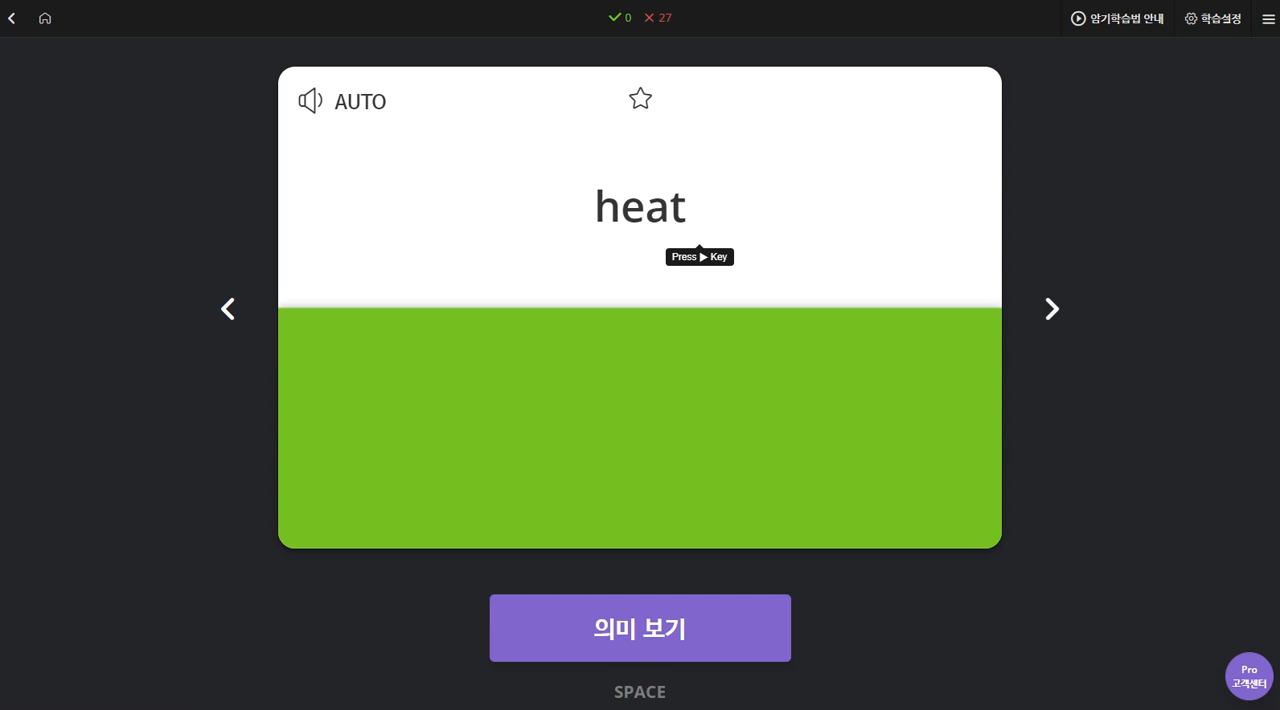 0 27 암기학습법 안내 학습설정
AUTO
heat
Press ▶ Key
의미 보기
SPACE
Pro
고객센터